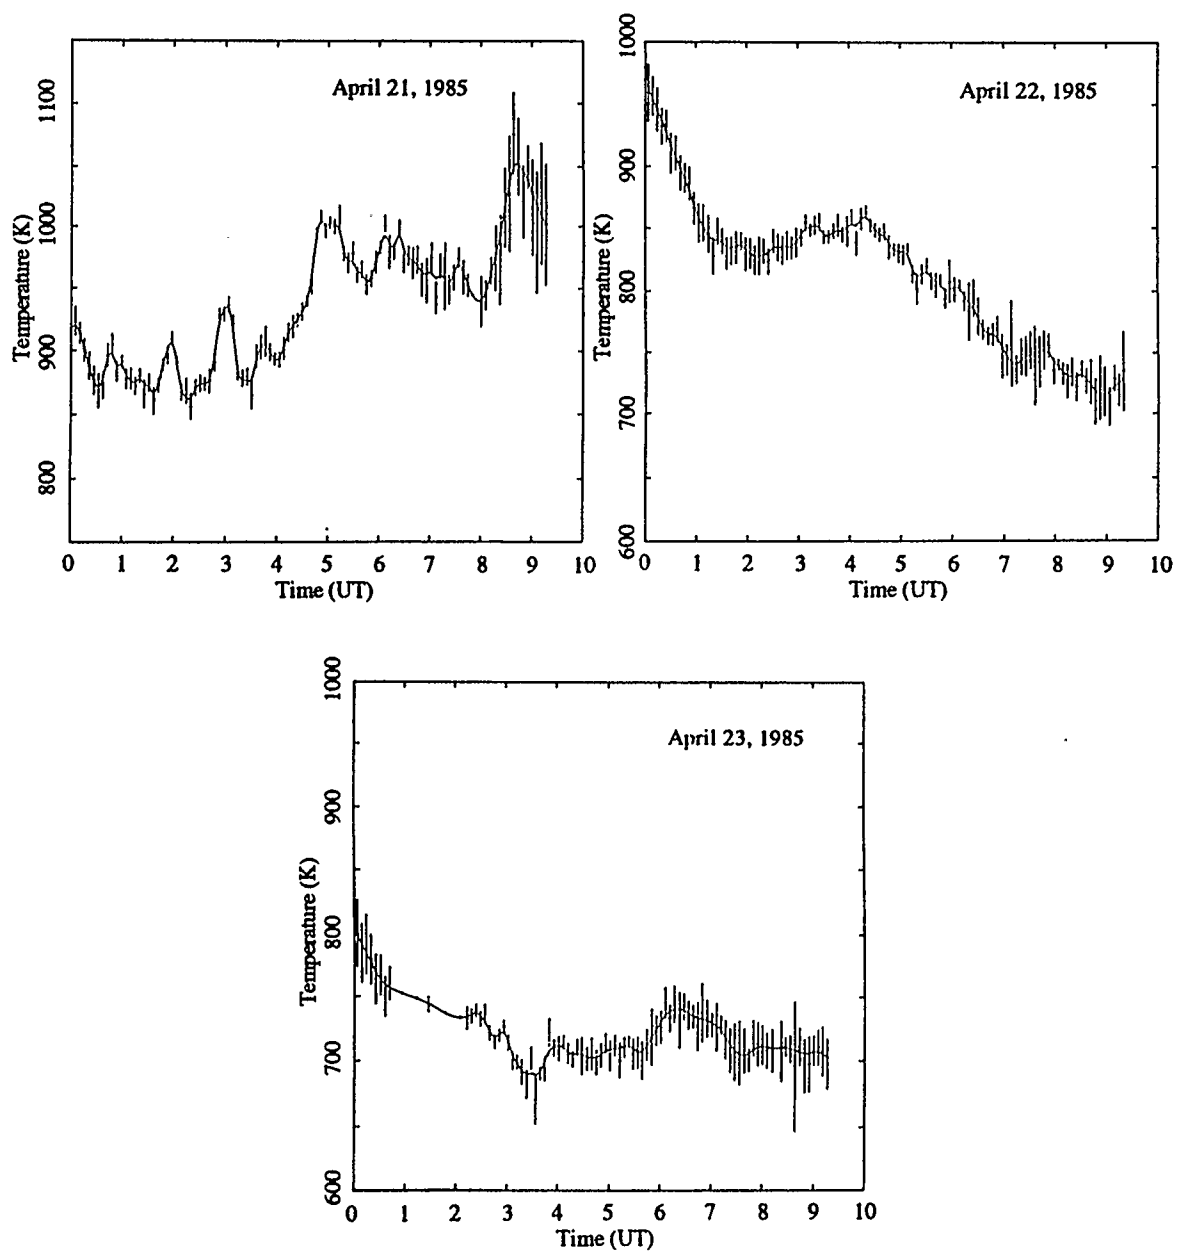 April 21, 1985
1100
1000
900
800
Temperature (K)
0 1 2 3 4 5 6 7 8 9 10
Time (UT)
April 22, 1985
1000
900
800
700
600
Temperature (K)
0 1 2 3 4 5 6 7 8 9 10
Time (UT)
April 23, 1985
1000
900
800
700
600
Temperature (K)
0 1 2 3 4 5 6 7 8 9 10
Time (UT)